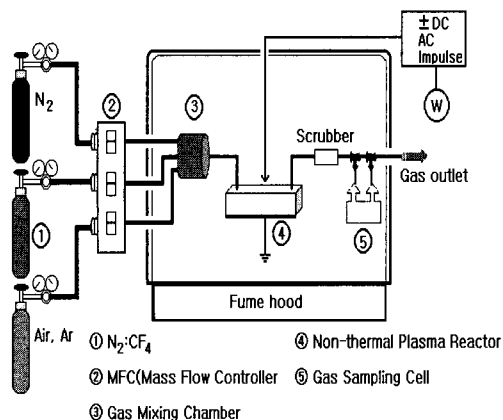 ± DC
AC
Impulse
W
N₂
②
③
Scrubber
Gas outlet
①
④
⑤
Air, Ar
Fume hood
① N₂:CF₄
④ Non-thermal Plasma Reactor
② MFC(Mass Flow Controller
⑤ Gas Sampling Cell
③ Gas Mixing Chamber